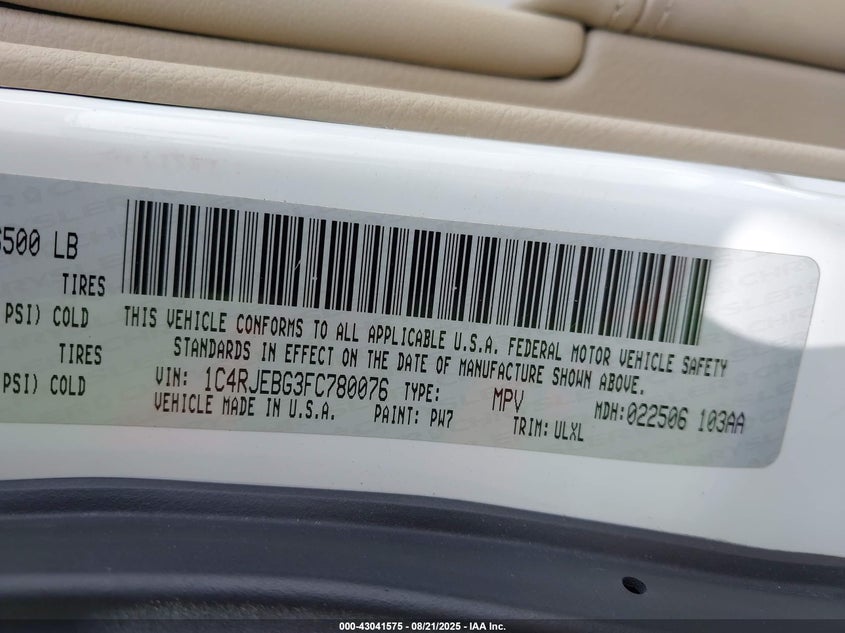 6500 LB
TIRES
PSI) COLD
TIRES
PSI) COLD
THIS VEHICLE CONFORMS TO ALL APPLICABLE U.S.A. FEDERAL MOTOR VEHICLE SAFETY
STANDARDS IN EFFECT ON THE DATE OF MANUFACTURE SHOWN ABOVE.
VIN: 1C4RJEBG3FC780076 TYPE: MPV MDH:022506 103AA
VEHICLE MADE IN U.S.A. PAINT: PW7 TRIM: ULXL
000-43041575 - 08/21/2025 - IAA Inc.